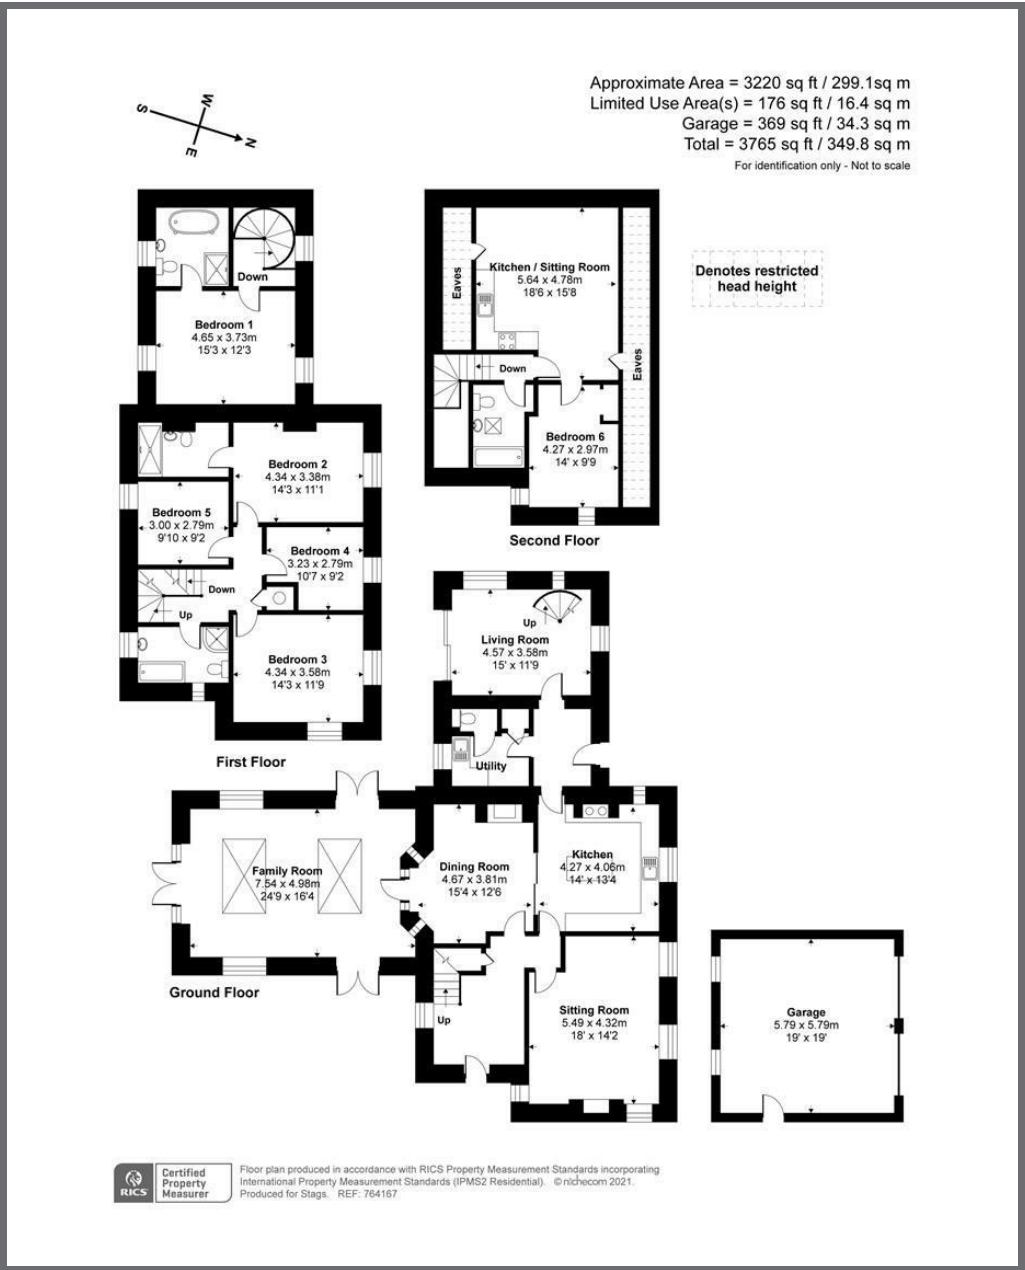 Approximate Area = 3220 sq ft / 299.1sq m
Limited Use Area(s) = 176 sq ft / 16.4 sq m
Garage = 369 sq ft / 34.3 sq m
Total = 3765 sq ft / 349.8 sq m
For identification only - Not to scale
W
S
N
E
Down
Bedroom 1
4.65 x 3.73m
15'3 x 12'3
Bedroom 2
4.34 x 3.38m
14'3 x 11'1
Bedroom 5
3.00 x 2.79m
9'10 x 9'2
Bedroom 4
3.23 x 2.79m
10'7 x 9'2
Down
Up
Bedroom 3
4.34 x 3.58m
14'3 x 11'9
First Floor
Eaves
Kitchen / Sitting Room
5.64 x 4.78m
18'6 x 15'8
Eaves
Down
Bedroom 6
4.27 x 2.97m
14' x 9'9
Second Floor
Denotes restricted
head height
Up
Living Room
4.57 x 3.58m
15' x 11'9
Utility
Family Room
7.54 x 4.98m
24'9 x 16'4
Dining Room
4.67 x 3.81m
15'4 x 12'6
Kitchen
4.27 x 4.06m
14' x 13'4
Ground Floor
Up
Sitting Room
5.49 x 4.32m
18' x 14'2
Garage
5.79 x 5.79m
19' x 19'
RICS
Certified
Property
Measurer
Floor plan produced in accordance with RICS Property Measurement Standards incorporating
International Property Measurement Standards (IPMS2 Residential). ©nichecom 2021.
Produced for Stags. REF: 764167